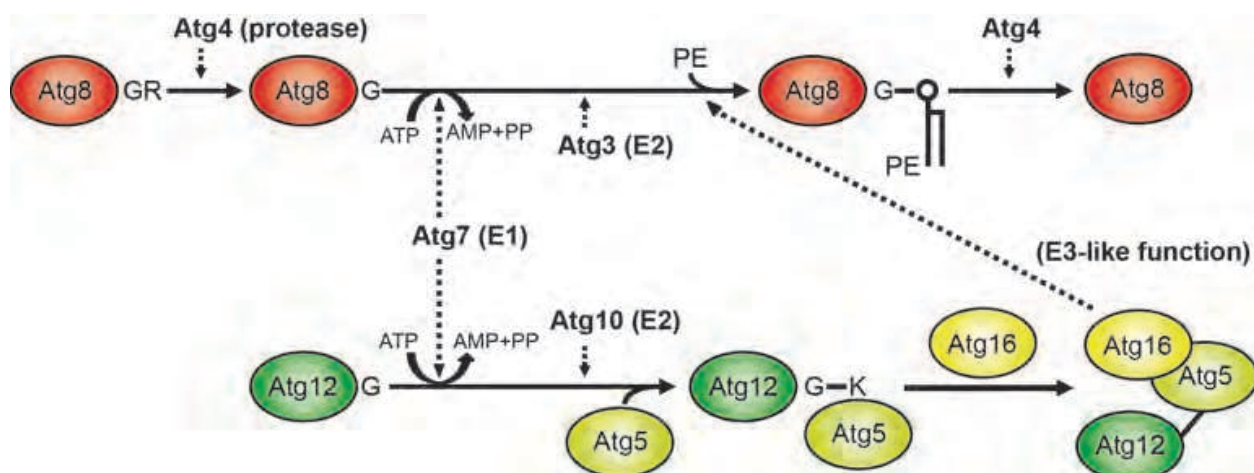 Atg4 (protease)
Atg4
Atg8 GR
Atg8 G
PE
Atg8 G
Atg8
ATP
AMP+PP
Atg3 (E2)
PE
Atg7 (E1)
(E3-like function)
Atg10 (E2)
ATP
AMP+PP
Atg16
Atg16
Atg12 G
Atg12 G-K
Atg5
Atg5
Atg5
Atg12